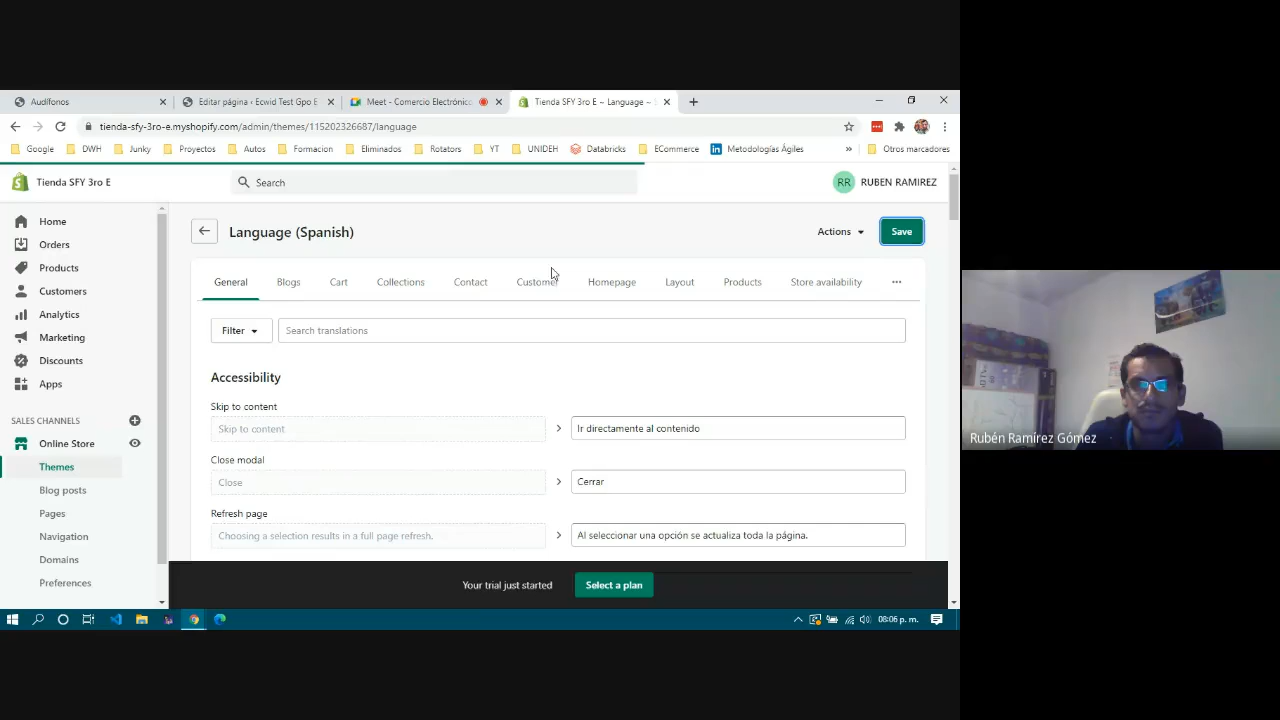 Audífonos
Editar página ‹ Ecwid Test Gpo E
Meet - Comercio Electrónico
Tienda SFY 3ro E ~ Language ~
tienda-sfy-3ro-e.myshopify.com/admin/themes/115202326687/language
Google
DWH
Junky
Proyectos
Autos
Formacion
Eliminados
Rotators
YT
UNIDEH
Databricks
ECommerce
Metodologías Ágiles
»
Otros marcadores
Tienda SFY 3ro E
Search
RR
RUBEN RAMIREZ
Home
Orders
Products
Customers
Analytics
Marketing
Discounts
Apps
SALES CHANNELS
Online Store
Themes
Blog posts
Pages
Navigation
Domains
Preferences
Language (Spanish)
Actions
Save
General
Blogs
Cart
Collections
Contact
Customer
Homepage
Layout
Products
Store availability
Filter
Search translations
Accessibility
Skip to content
Skip to content
Ir directamente al contenido
Close modal
Close
Cerrar
Refresh page
Choosing a selection results in a full page refresh.
Al seleccionar una opción se actualiza toda la página.
Your trial just started
Select a plan
08:06 p. m.
Rubén Ramírez Gómez